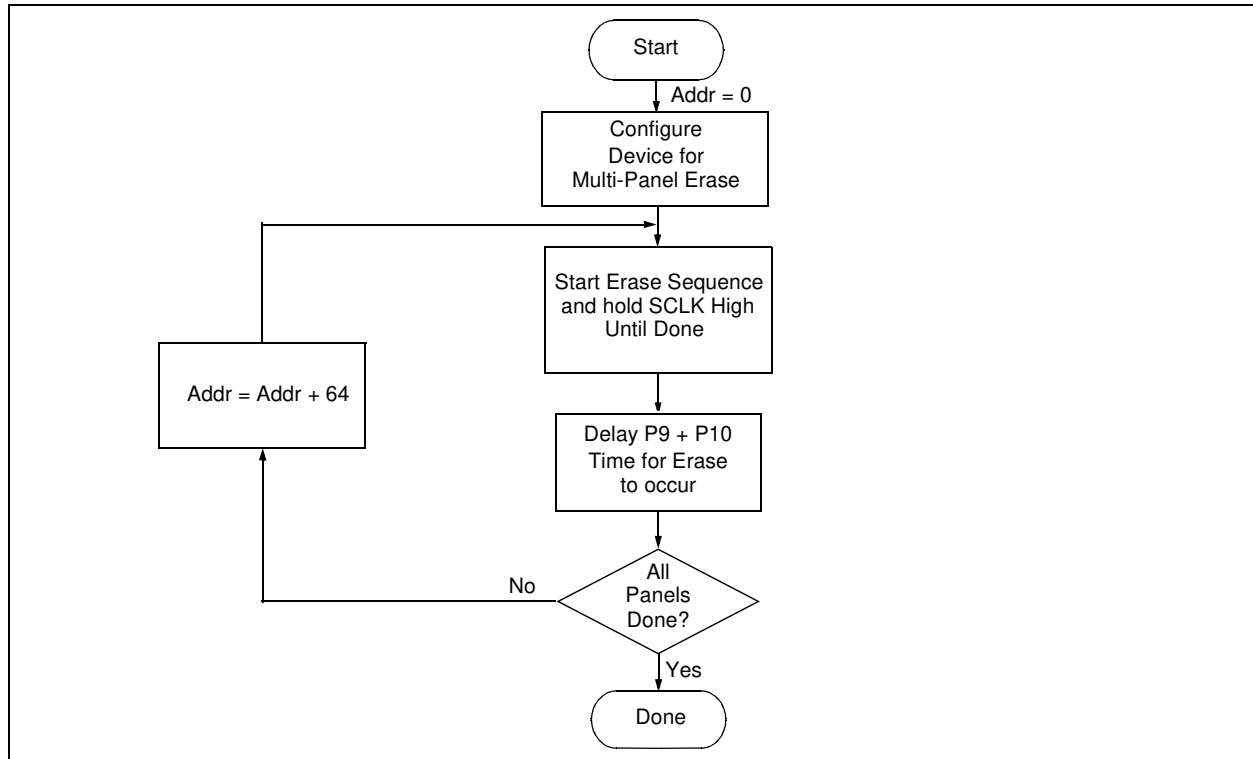 Start
Addr = 0
Configure
Device for
Multi-Panel Erase
Start Erase Sequence
and hold SCLK High
Until Done
Addr = Addr + 64
Delay P9 + P10
Time for Erase
to occur
No
All
Panels
Done?
Yes
Done